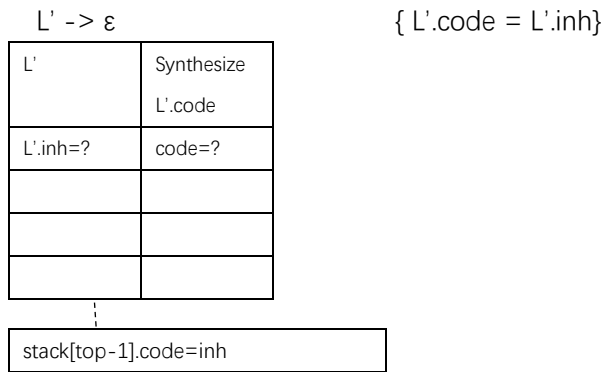 L' -> ε { L'.code = L'.inh}
L' Synthesize
L'.code
L'.inh=? code=?
stack[top-1].code=inh